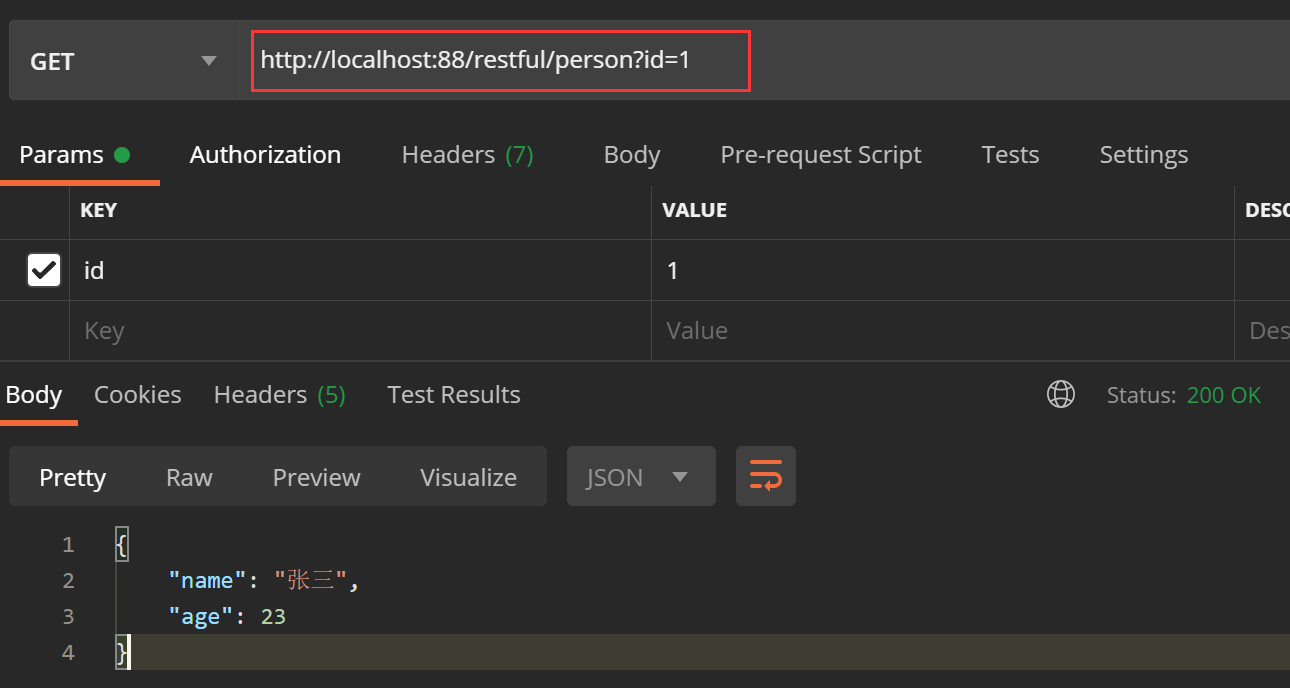 GET http://localhost:88/restful/person?id=1
Params Authorization Headers (7) Body Pre-request Script Tests Settings
KEY VALUE DESC
id 1
Key Value Des
Body Cookies Headers (5) Test Results Status: 200 OK
Pretty Raw Preview Visualize JSON
1 {
2 "name": "张三",
3 "age": 23
4 }